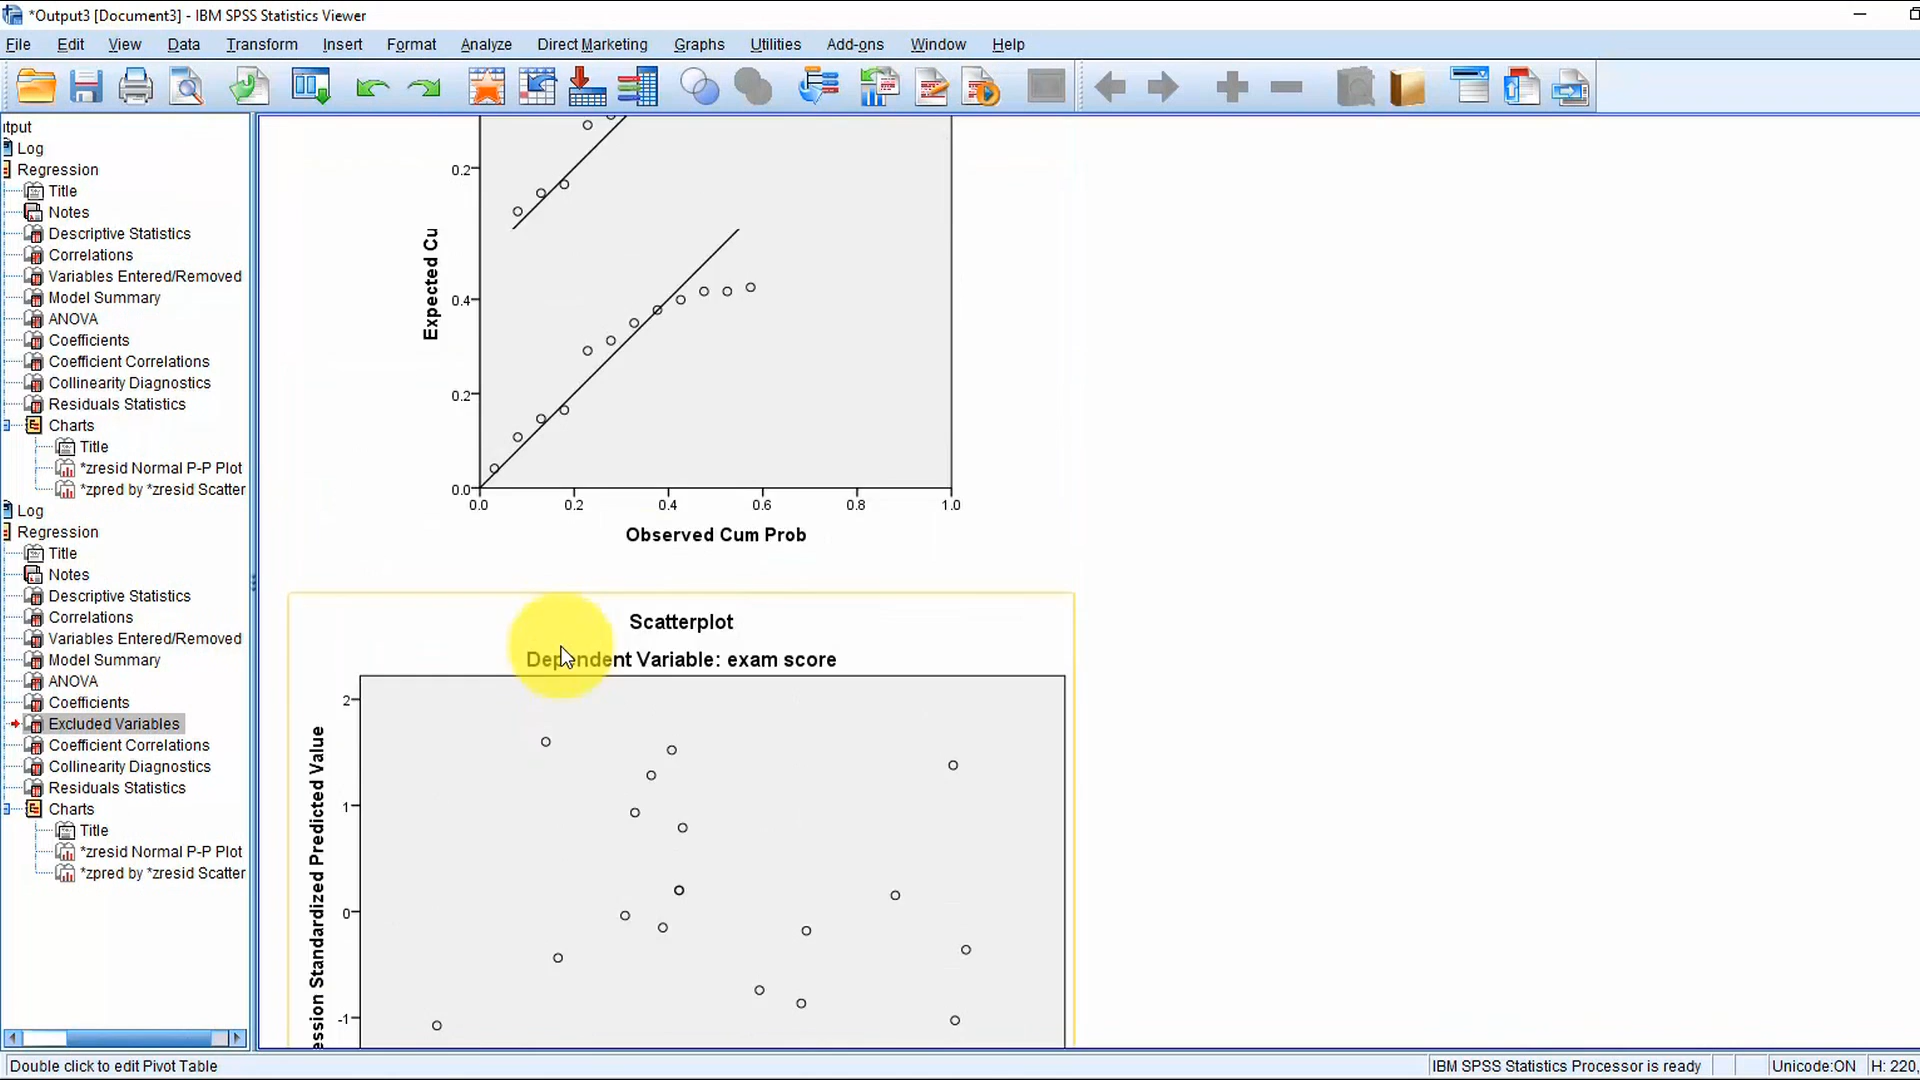 *Output3 [Document3] - IBM SPSS Statistics Viewer
File Edit View Data Transform Insert Format Analyze Direct Marketing Graphs Utilities Add-ons Window Help
tput
Log
Regression
Title
Notes
Descriptive Statistics
Correlations
Variables Entered/Removed
Model Summary
ANOVA
Coefficients
Coefficient Correlations
Collinearity Diagnostics
Residuals Statistics
Charts
Title
*zresid Normal P-P Plot
*zpred by *zresid Scatter
Log
Regression
Title
Notes
Descriptive Statistics
Correlations
Variables Entered/Removed
Model Summary
ANOVA
Coefficients
Excluded Variables
Coefficient Correlations
Collinearity Diagnostics
Residuals Statistics
Charts
Title
*zresid Normal P-P Plot
*zpred by *zresid Scatter
0.2
Expected Cu
0.4
0.2
0.0
0.0 0.2 0.4 0.6 0.8 1.0
Observed Cum Prob
Scatterplot
Dependent Variable: exam score
ession Standardized Predicted Value
2
1
0
-1
Double click to edit Pivot Table
IBM SPSS Statistics Processor is ready
Unicode:ON
H: 220,